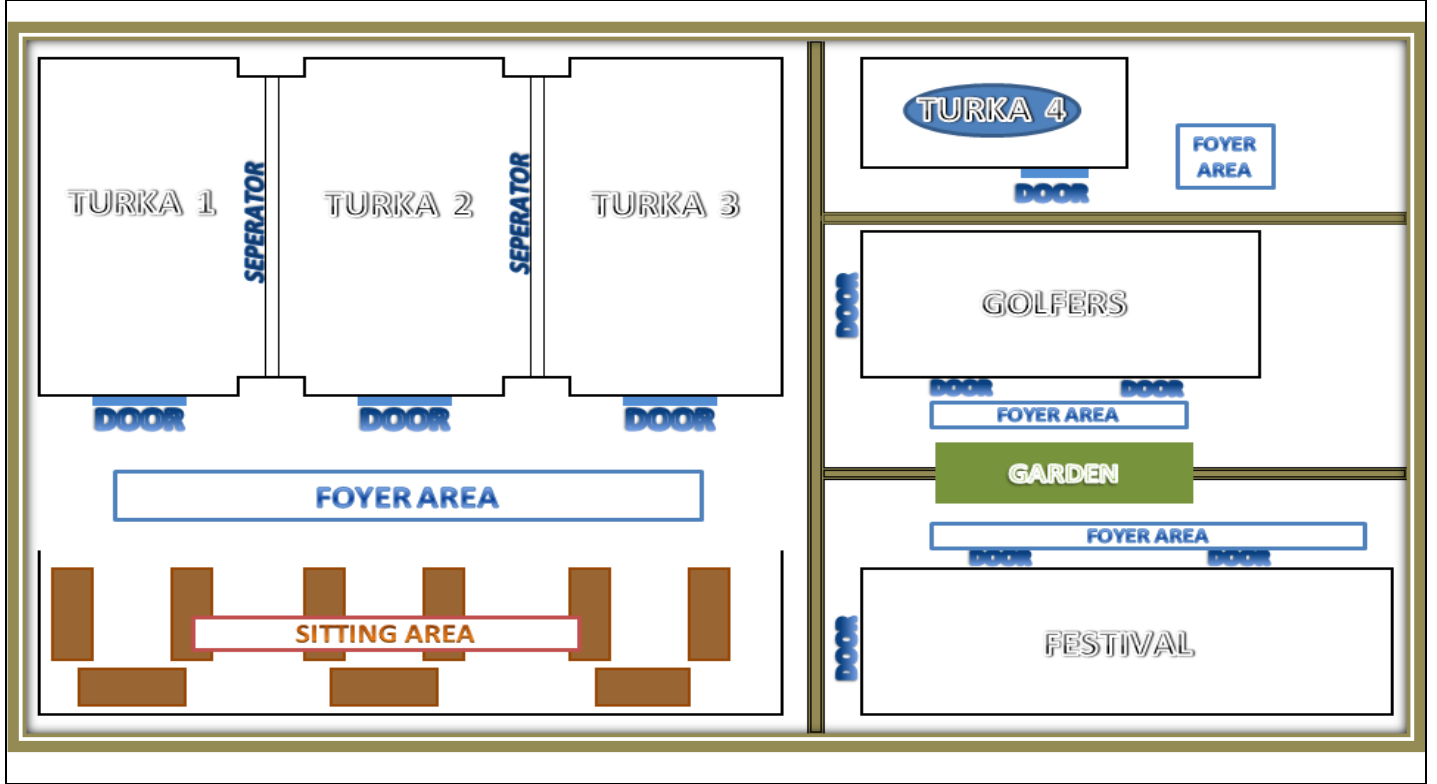 TURKA 1
SEPERATOR
TURKA 2
SEPERATOR
TURKA 3
DOOR
DOOR
DOOR
FOYER AREA
SITTING AREA
TURKA 4
DOOR
FOYER
AREA
DOOR
GOLFERS
DOOR
DOOR
FOYER AREA
GARDEN
FOYER AREA
DOOR
DOOR
DOOR
FESTIVAL